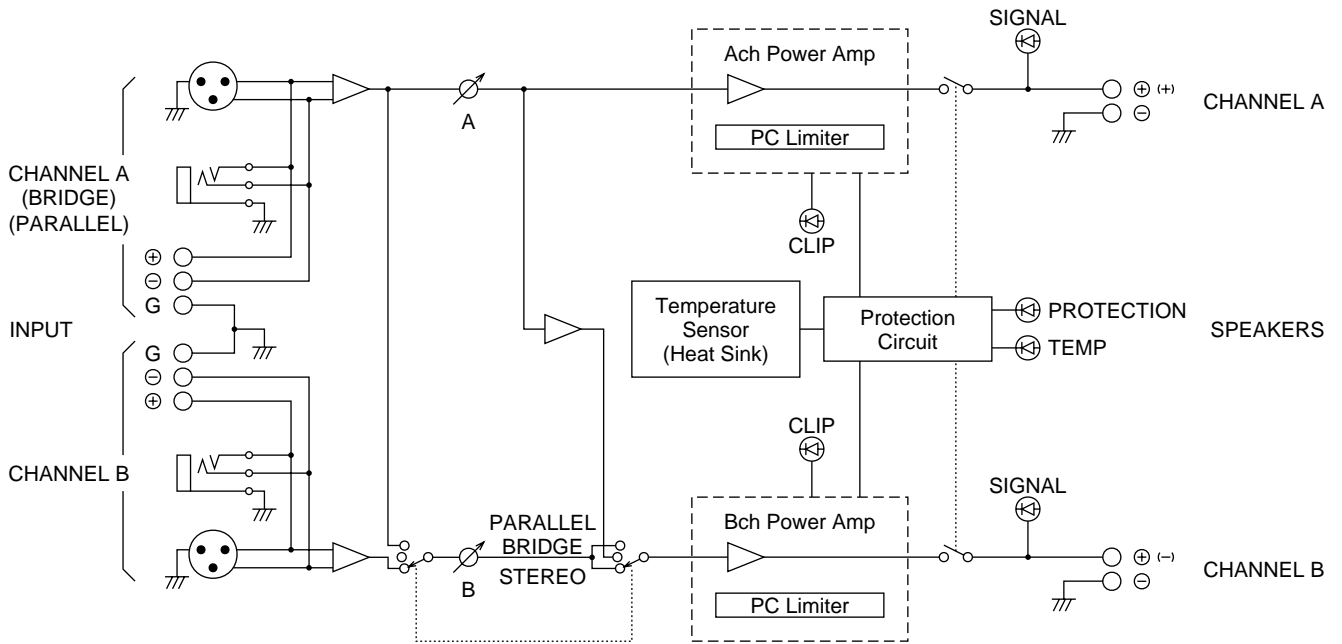 SIGNAL
Ach Power Amp
A
PC Limiter
⊕ (+)
⊖
CHANNEL A
CHANNEL A
(BRIDGE)
(PARALLEL)
⊕
⊖
G
CLIP
INPUT
Temperature
Sensor
(Heat Sink)
Protection
Circuit
PROTECTION
TEMP
SPEAKERS
G
⊖
⊕
CHANNEL B
CLIP
SIGNAL
PARALLEL
BRIDGE
STEREO
B
Bch Power Amp
PC Limiter
⊕ (−)
⊖
CHANNEL B